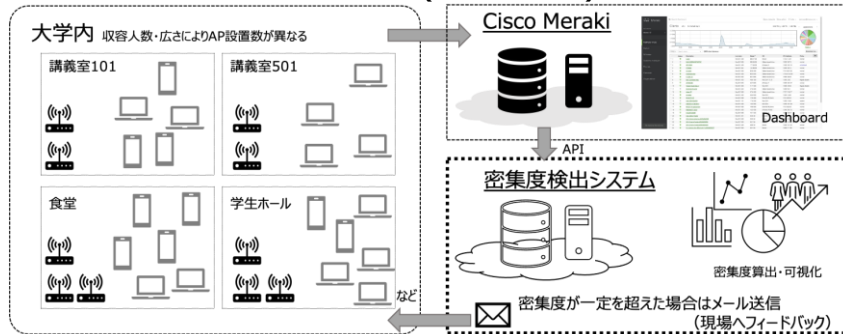 大学内 収容人数・広さによりAP設置数が異なる
講義室101
講義室501
食堂
学生ホール
など
Cisco Meraki
Dashboard
API
密集度検出システム
密集度算出・可視化
密集度が一定を超えた場合はメール送信
(現場へフィードバック)